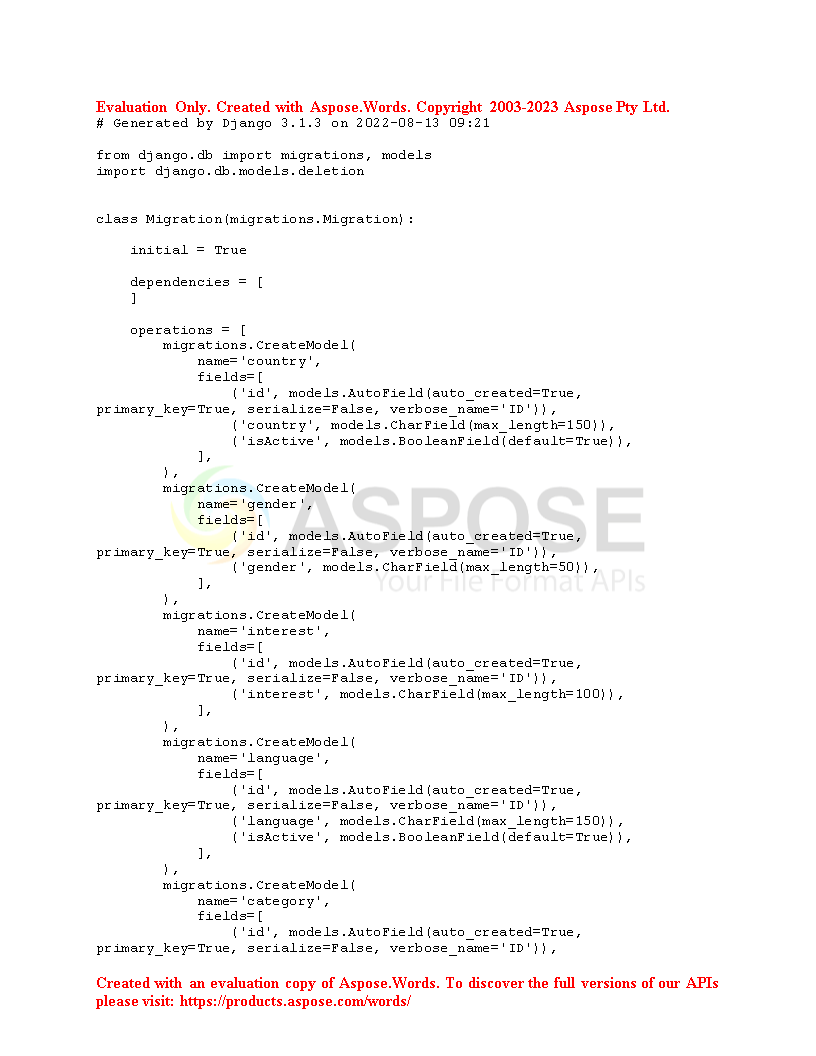 Evaluation Only. Created with Aspose.Words. Copyright 2003-2023 Aspose Pty Ltd.
# Generated by Django 3.1.3 on 2022-08-13 09:21

from django.db import migrations, models
import django.db.models.deletion


class Migration(migrations.Migration):

    initial = True

    dependencies = [
    ]

    operations = [
        migrations.CreateModel(
            name='country',
            fields=[
                ('id', models.AutoField(auto_created=True,
primary_key=True, serialize=False, verbose_name='ID')),
                ('country', models.CharField(max_length=150)),
                ('isActive', models.BooleanField(default=True)),
            ],
        ),
        migrations.CreateModel(
            name='gender',
            fields=[
                ('id', models.AutoField(auto_created=True,
primary_key=True, serialize=False, verbose_name='ID')),
                ('gender', models.CharField(max_length=50)),
            ],
        ),
        migrations.CreateModel(
            name='interest',
            fields=[
                ('id', models.AutoField(auto_created=True,
primary_key=True, serialize=False, verbose_name='ID')),
                ('interest', models.CharField(max_length=100)),
            ],
        ),
        migrations.CreateModel(
            name='language',
            fields=[
                ('id', models.AutoField(auto_created=True,
primary_key=True, serialize=False, verbose_name='ID')),
                ('language', models.CharField(max_length=150)),
                ('isActive', models.BooleanField(default=True)),
            ],
        ),
        migrations.CreateModel(
            name='category',
            fields=[
                ('id', models.AutoField(auto_created=True,
primary_key=True, serialize=False, verbose_name='ID')),
ASPOSE
Your File Format APIs
Created with an evaluation copy of Aspose.Words. To discover the full versions of our APIs
please visit: https://products.aspose.com/words/